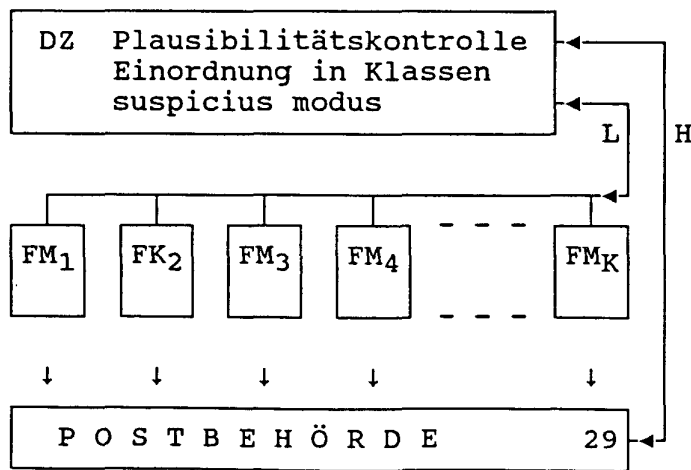 DZ Plausibilitätskontrolle
Einordnung in Klassen
suspicius modus
L H
FM1 FK2 FM3 FM4 FMK
POSTBEHÖRDE 29